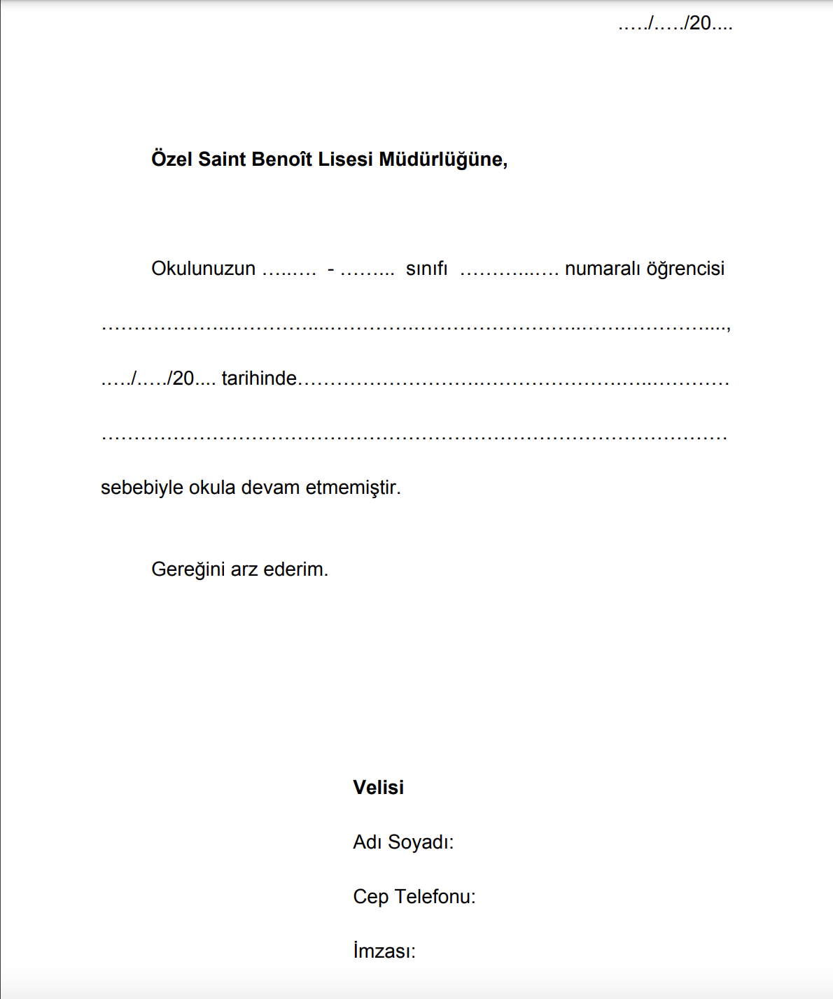 ...../...../20....
Özel Saint Benoît Lisesi Müdürlüğüne,
Okulunuzun …..…. - ……... sınıfı ………...…. numaralı öğrencisi
………………..…………....………….……………………..…….…………....,
...../...../20.... tarihinde……………………….………………….…..…………
……………………………………………………………………………………
sebebiyle okula devam etmemiştir.
Gereğini arz ederim.
Velisi
Adı Soyadı:
Cep Telefonu:
İmzası: